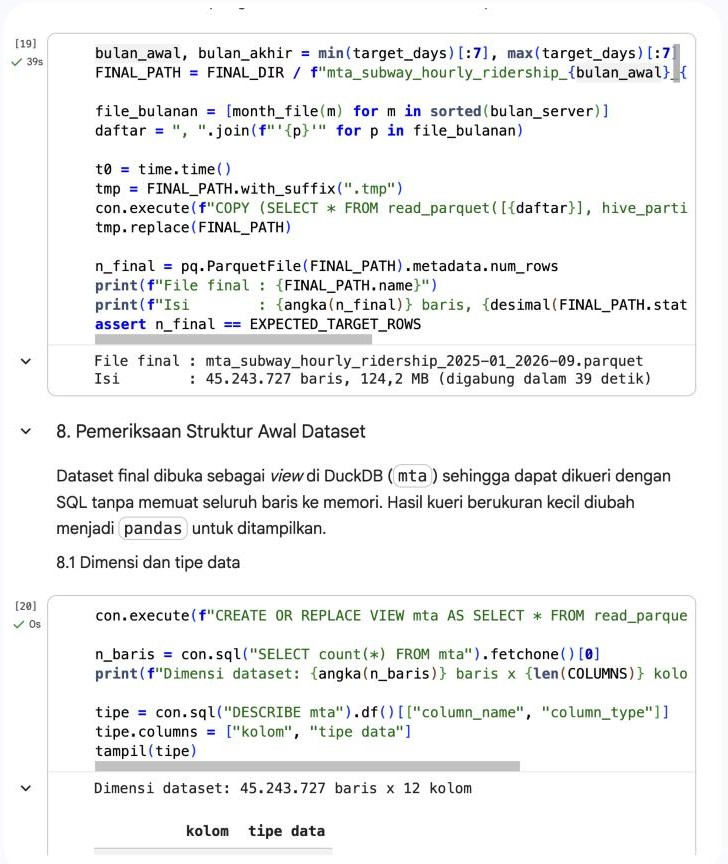 [19]
39s
bulan_awal, bulan_akhir = min(target_days)[:7], max(target_days)[:7]
FINAL_PATH = FINAL_DIR / f"mta_subway_hourly_ridership_{bulan_awal}_{
file_bulanan = [month_file(m) for m in sorted(bulan_server)]
daftar = ", ".join(f"'{p}'" for p in file_bulanan)
t0 = time.time()
tmp = FINAL_PATH.with_suffix(".tmp")
con.execute(f"COPY (SELECT * FROM read_parquet([{daftar}], hive_parti
tmp.replace(FINAL_PATH)
n_final = pq.ParquetFile(FINAL_PATH).metadata.num_rows
print(f"File final : {FINAL_PATH.name}")
print(f"Isi        : {angka(n_final)} baris, {desimal(FINAL_PATH.stat
assert n_final == EXPECTED_TARGET_ROWS
File final : mta_subway_hourly_ridership_2025-01_2026-09.parquet
Isi        : 45.243.727 baris, 124,2 MB (digabung dalam 39 detik)
8. Pemeriksaan Struktur Awal Dataset
Dataset final dibuka sebagai view di DuckDB (mta) sehingga dapat dikueri dengan
SQL tanpa memuat seluruh baris ke memori. Hasil kueri berukuran kecil diubah
menjadi pandas untuk ditampilkan.
8.1 Dimensi dan tipe data
[20]
0s
con.execute(f"CREATE OR REPLACE VIEW mta AS SELECT * FROM read_parque
n_baris = con.sql("SELECT count(*) FROM mta").fetchone()[0]
print(f"Dimensi dataset: {angka(n_baris)} baris x {len(COLUMNS)} kolo
tipe = con.sql("DESCRIBE mta").df()[["column_name", "column_type"]]
tipe.columns = ["kolom", "tipe data"]
tampil(tipe)
Dimensi dataset: 45.243.727 baris x 12 kolom
kolom tipe data